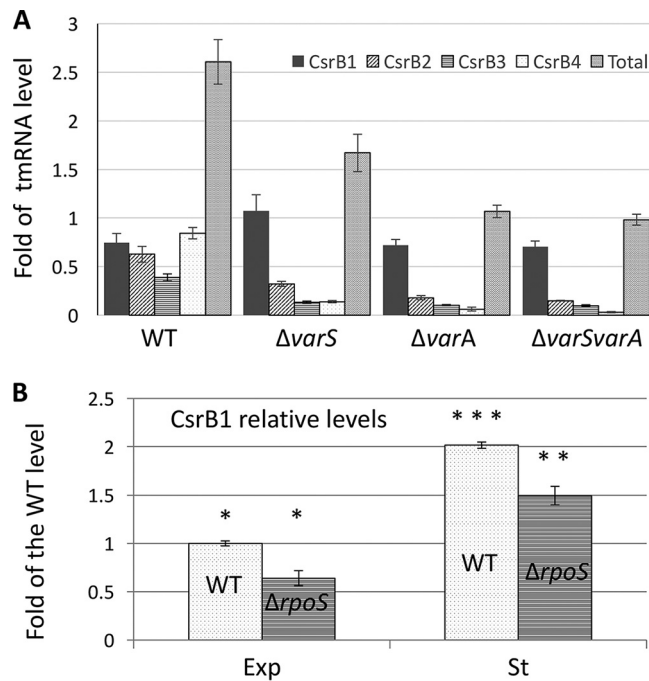 A
3
2.5
2
1.5
1
0.5
0
Fold of tmRNA level
CsrB1 CsrB2 CsrB3 CsrB4 Total
WT ΔvarS ΔvarA ΔvarSvarA
B
2.5
2
1.5
1
0.5
0
Fold of the WT level
CsrB1 relative levels
* * * * * * *
WT ΔrpoS WT ΔrpoS
Exp St